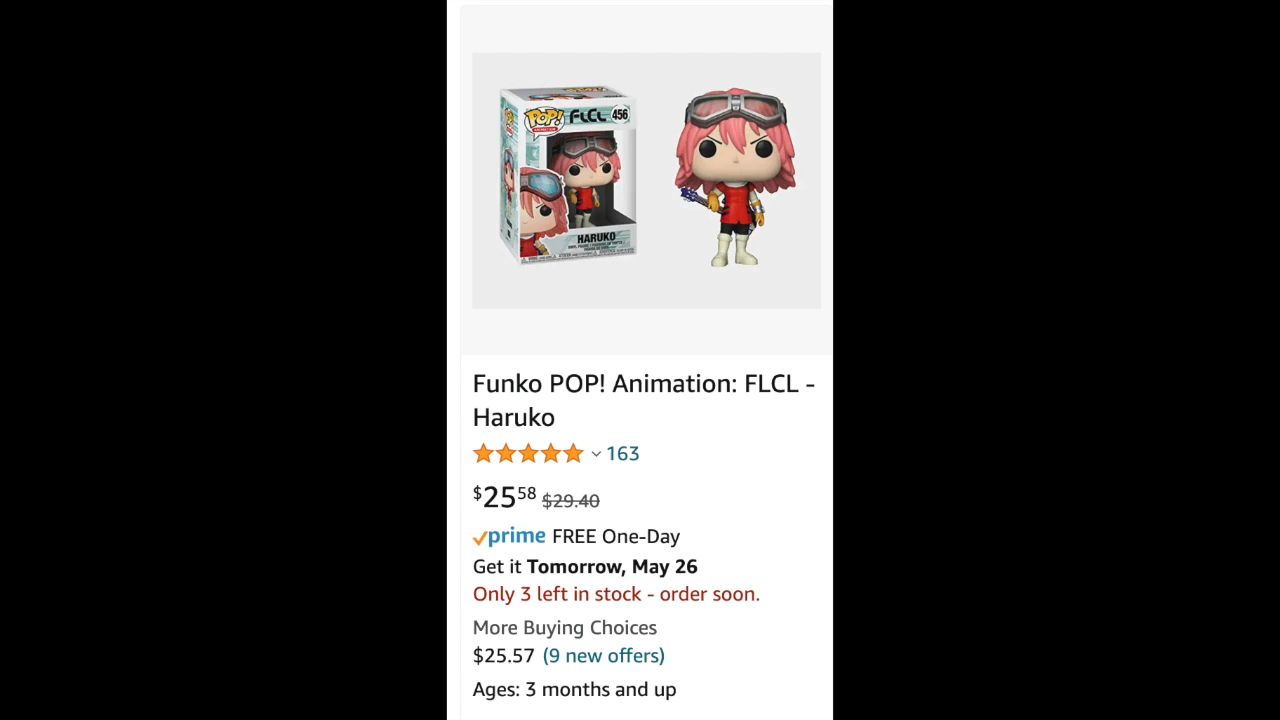 POP! FLCL 456
ANIMATION
HARUKO
Funko POP! Animation: FLCL -
Haruko
163
$25.58 $29.40
prime FREE One-Day
Get it Tomorrow, May 26
Only 3 left in stock - order soon.
More Buying Choices
$25.57 (9 new offers)
Ages: 3 months and up